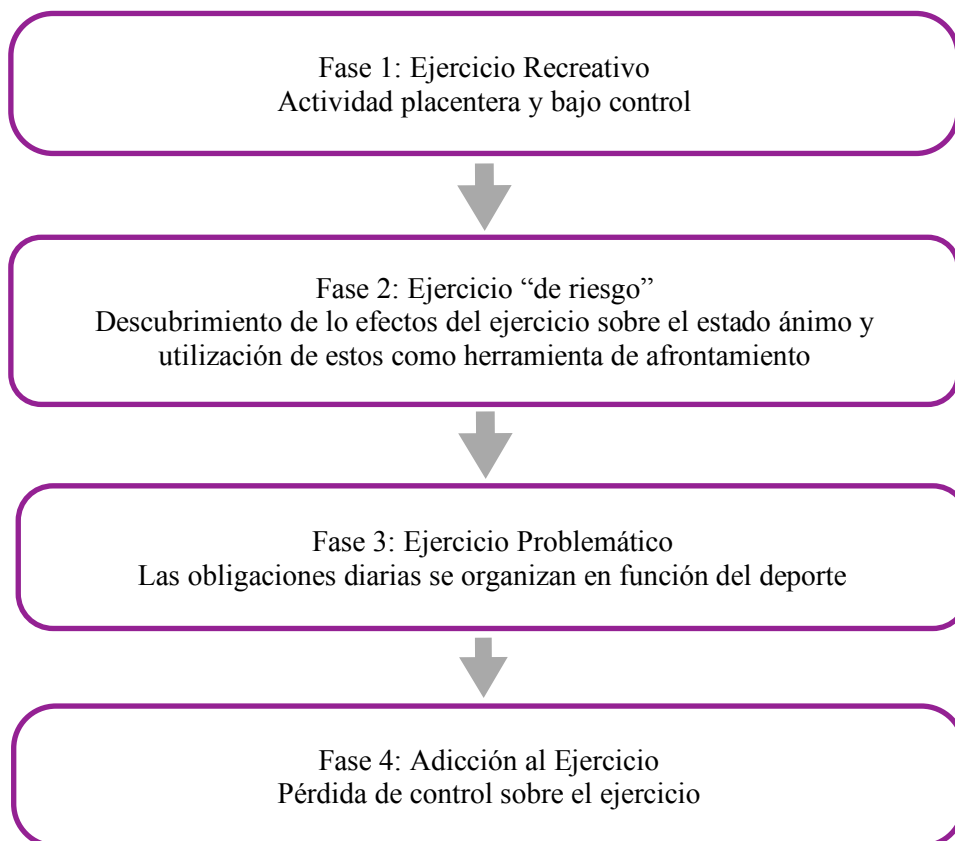 Fase 1: Ejercicio Recreativo
Actividad placentera y bajo control
Fase 2: Ejercicio “de riesgo”
Descubrimiento de lo efectos del ejercicio sobre el estado ánimo y
utilización de estos como herramienta de afrontamiento
Fase 3: Ejercicio Problemático
Las obligaciones diarias se organizan en función del deporte
Fase 4: Adicción al Ejercicio
Pérdida de control sobre el ejercicio